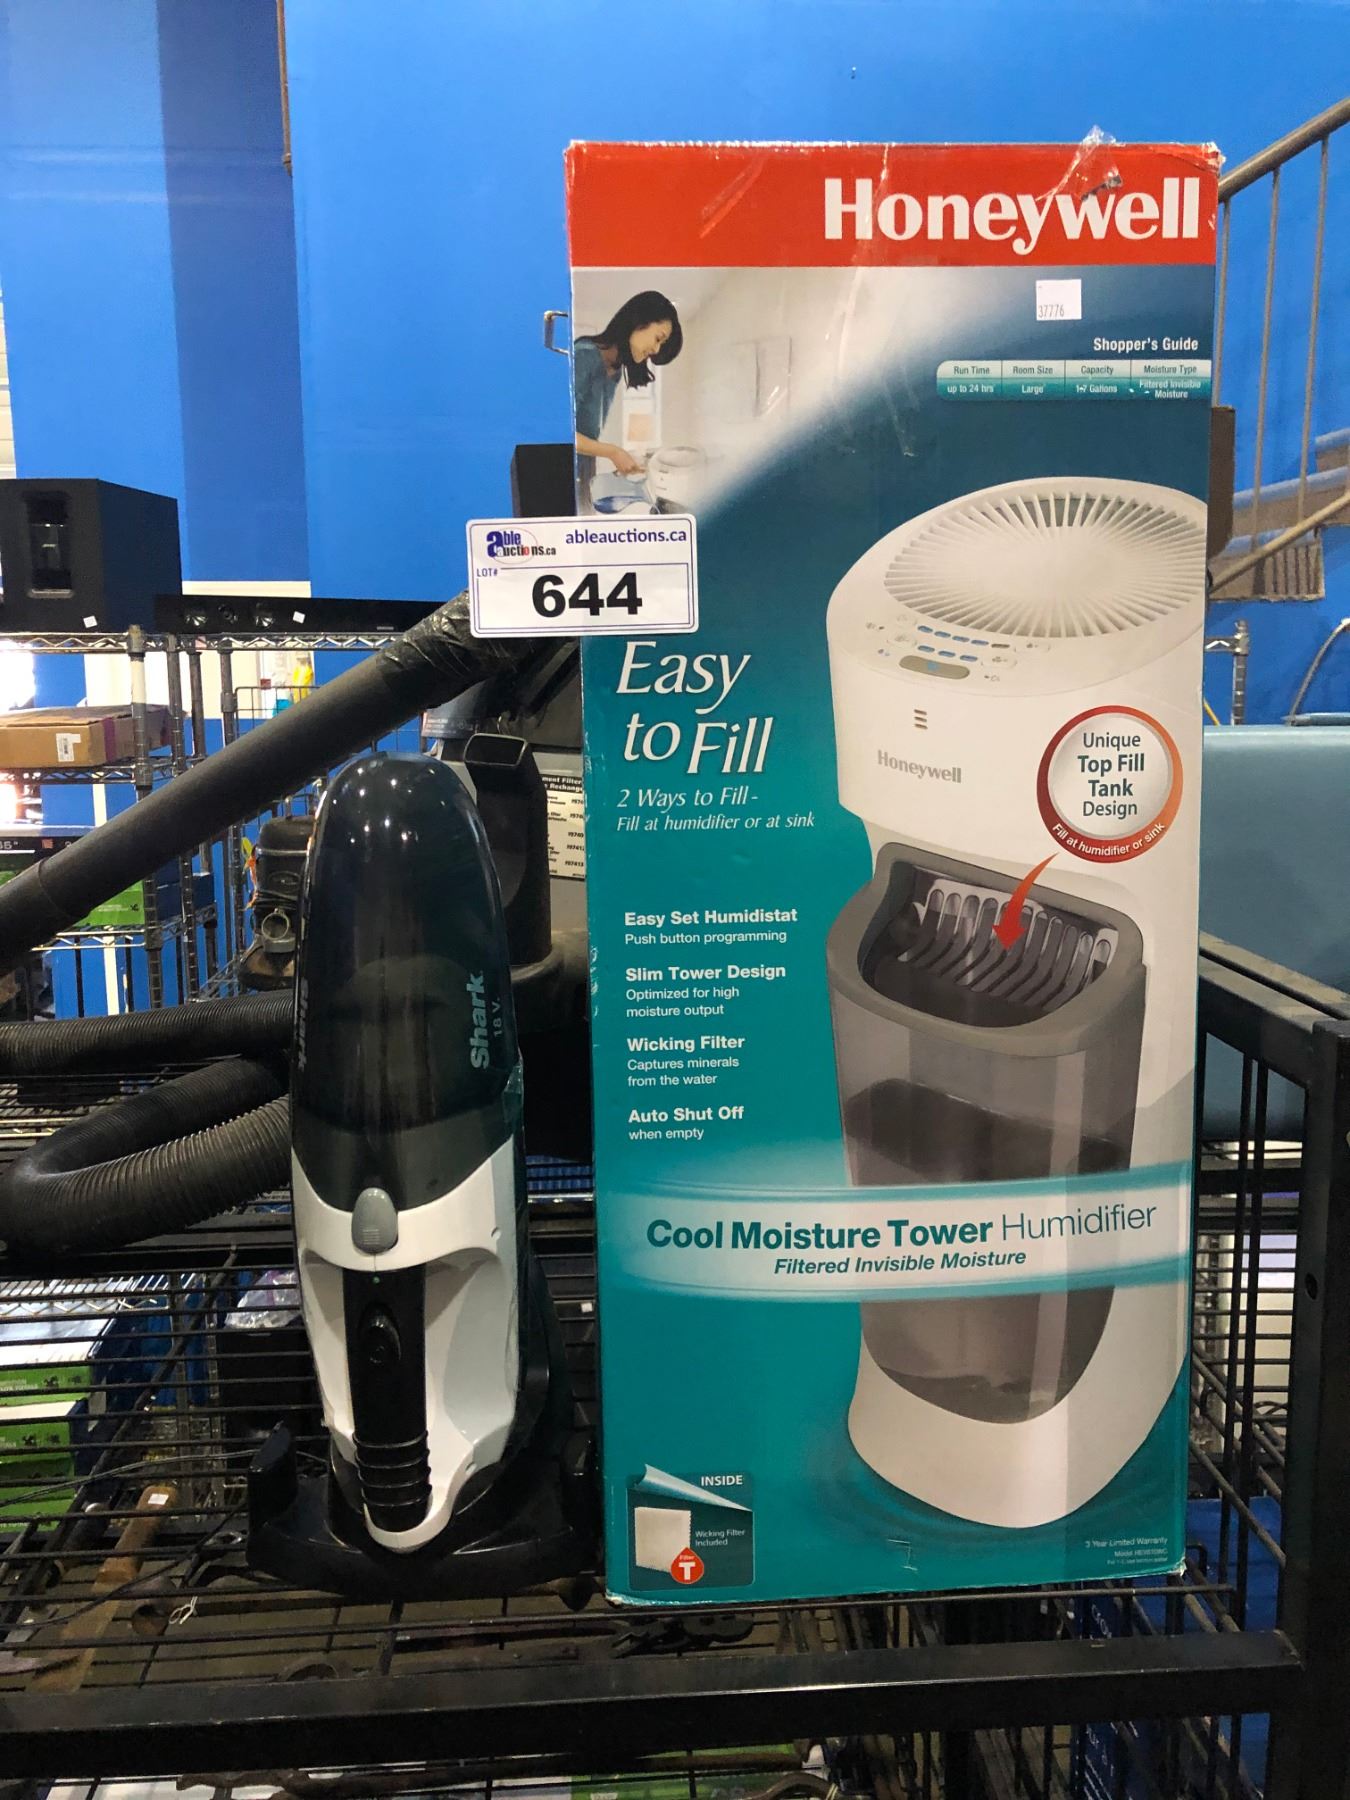 Honeywell
37776
Shopper's Guide
Run Time Room Size Capacity Moisture Type
up to 24 hrs Large 1.7 Gallons Filtered Invisible
Moisture
Able
auctions.ca
ableauctions.ca
LOT#
644
Easy
to Fill
2 Ways to Fill -
Fill at humidifier or at sink
Honeywell
Unique
Top Fill
Tank
Design
Fill at humidifier or sink
Easy Set Humidistat
Push button programming
Slim Tower Design
Optimized for high
moisture output
Wicking Filter
Captures minerals
from the water
Auto Shut Off
when empty
Shark
18 V.
Shark
Cool Moisture Tower Humidifier
Filtered Invisible Moisture
INSIDE
Wicking Filter
Included
Filter
T
3 Year Limited Warranty